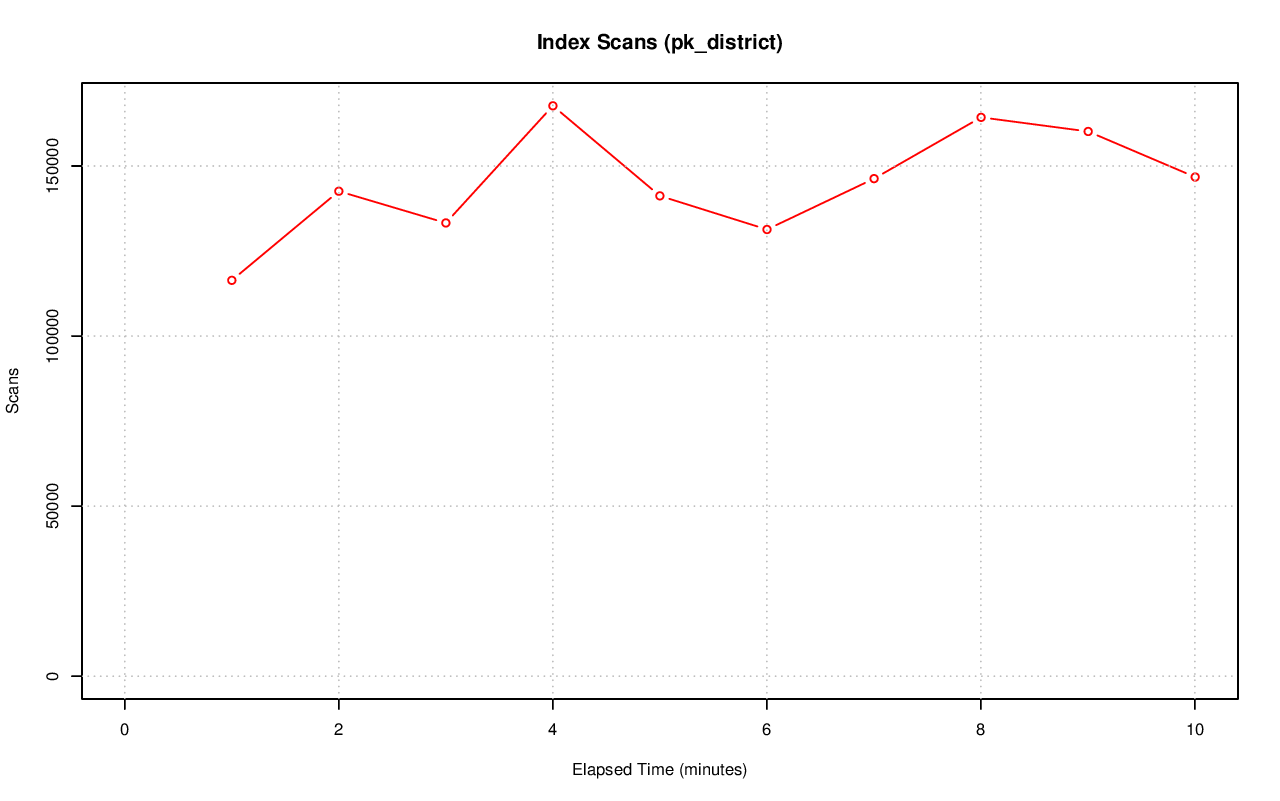 Index Scans (pk_district)
Scans
150000
100000
50000
0
0 2 4 6 8 10
Elapsed Time (minutes)